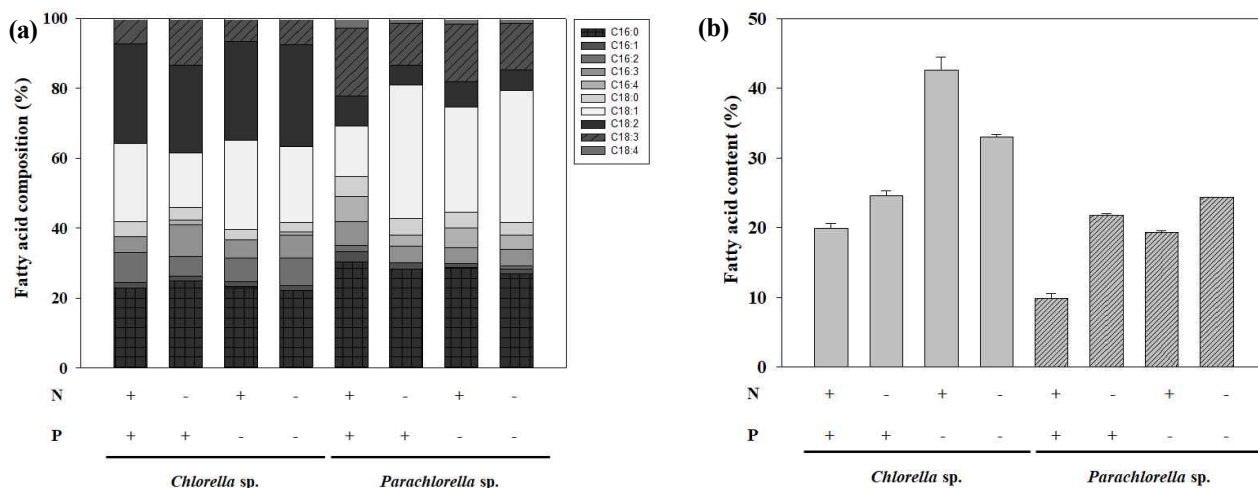 (a)
Fatty acid composition (%)
100
80
60
40
20
0
C16:0
C16:1
C16:2
C16:3
C16:4
C18:0
C18:1
C18:2
C18:3
C18:4
N + - + - + - + -
P + + - - + + - -
Chlorella sp. Parachlorella sp.
(b)
Fatty acid content (%)
50
40
30
20
10
0
N + - + - + - + -
P + + - - + + - -
Chlorella sp. Parachlorella sp.